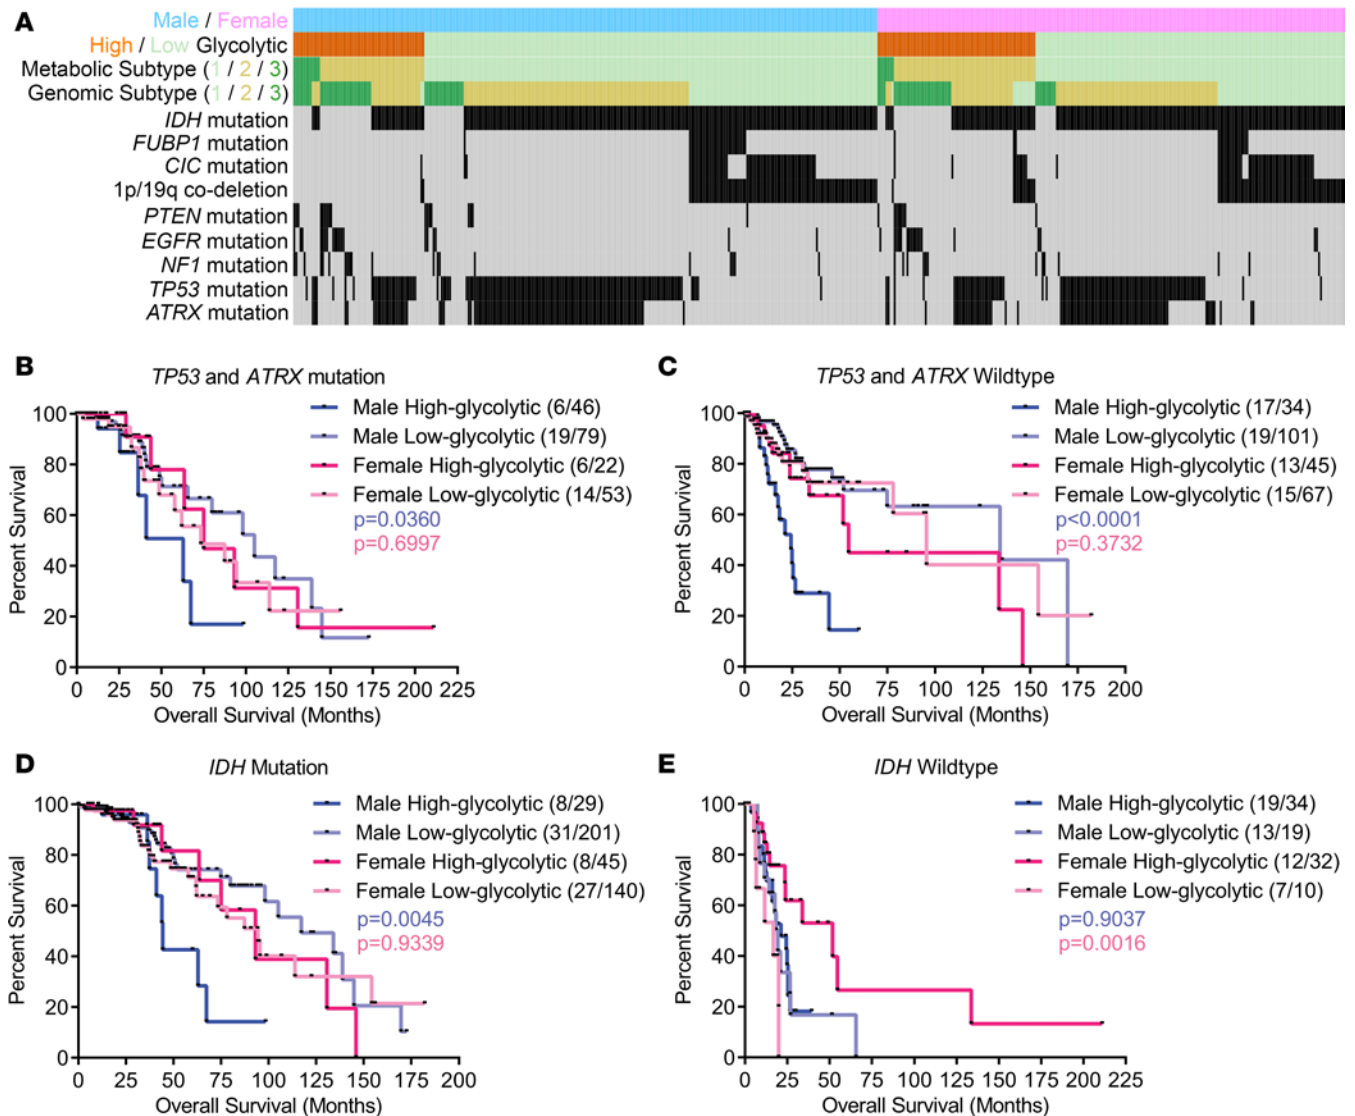 A
Male / Female
High / Low Glycolytic
Metabolic Subtype (1 / 2 / 3)
Genomic Subtype (1 / 2 / 3)
IDH mutation
FUBP1 mutation
CIC mutation
1p/19q co-deletion
PTEN mutation
EGFR mutation
NF1 mutation
TP53 mutation
ATRX mutation
B
TP53 and ATRX mutation
Male High-glycolytic (6/46)
Male Low-glycolytic (19/79)
Female High-glycolytic (6/22)
Female Low-glycolytic (14/53)
p=0.0360
p=0.6997
Percent Survival
100
80
60
40
20
0
0 25 50 75 100 125 150 175 200 225
Overall Survival (Months)
C
TP53 and ATRX Wildtype
Male High-glycolytic (17/34)
Male Low-glycolytic (19/101)
Female High-glycolytic (13/45)
Female Low-glycolytic (15/67)
p<0.0001
p=0.3732
Percent Survival
100
80
60
40
20
0
0 25 50 75 100 125 150 175 200
Overall Survival (Months)
D
IDH Mutation
Male High-glycolytic (8/29)
Male Low-glycolytic (31/201)
Female High-glycolytic (8/45)
Female Low-glycolytic (27/140)
p=0.0045
p=0.9339
Percent Survival
100
80
60
40
20
0
0 25 50 75 100 125 150 175 200
Overall Survival (Months)
E
IDH Wildtype
Male High-glycolytic (19/34)
Male Low-glycolytic (13/19)
Female High-glycolytic (12/32)
Female Low-glycolytic (7/10)
p=0.9037
p=0.0016
Percent Survival
100
80
60
40
20
0
0 25 50 75 100 125 150 175 200 225
Overall Survival (Months)